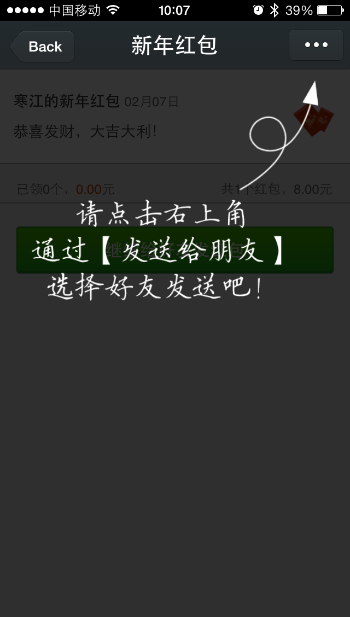 中国移动 10:07 39%
Back 新年红包
寒江的新年红包 02月07日
恭喜发财，大吉大利！
已领0个，0.00元 共1个红包，8.00元
请点击右上角
通过【发送给朋友】
选择好友发送吧！